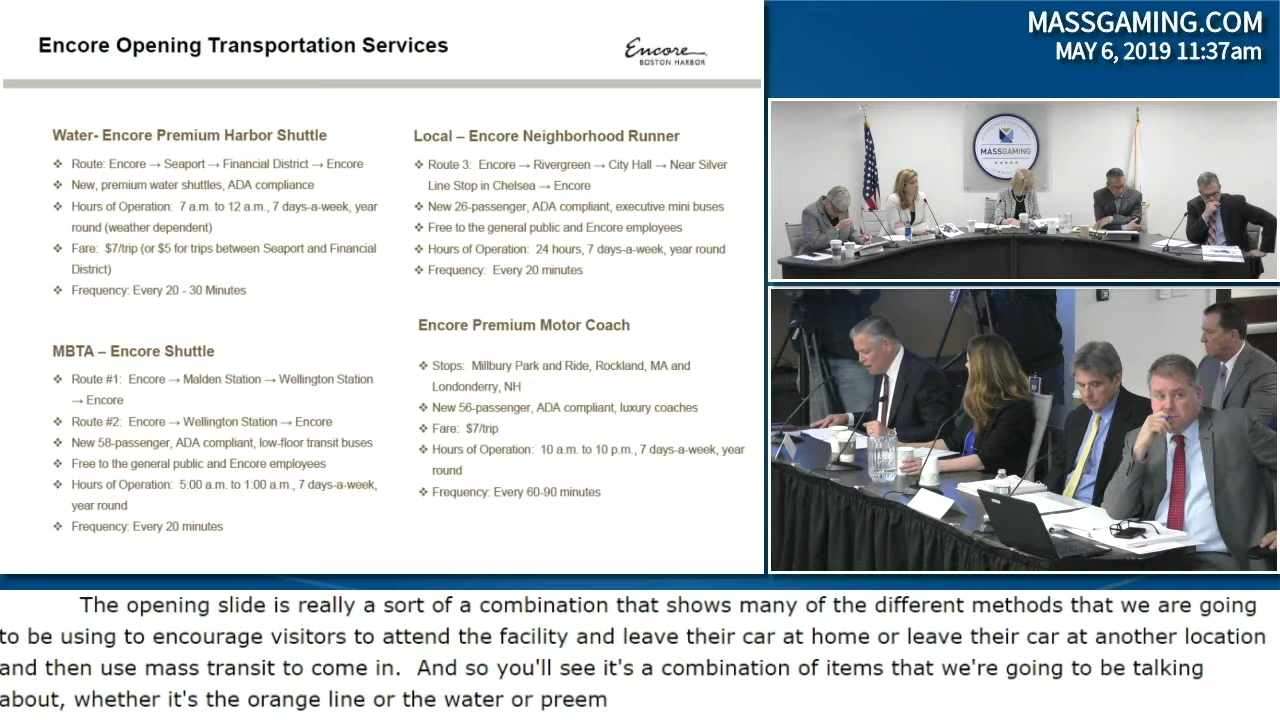 Encore Opening Transportation Services
Encore
BOSTON HARBOR
Water- Encore Premium Harbor Shuttle
❖ Route: Encore → Seaport → Financial District → Encore
❖ New, premium water shuttles, ADA compliance
❖ Hours of Operation: 7 a.m. to 12 a.m., 7 days-a-week, year
round (weather dependent)
❖ Fare: $7/trip (or $5 for trips between Seaport and Financial
District)
❖ Frequency: Every 20 - 30 Minutes
MBTA – Encore Shuttle
❖ Route #1: Encore → Malden Station → Wellington Station
→ Encore
❖ Route #2: Encore → Wellington Station → Encore
❖ New 58-passenger, ADA compliant, low-floor transit buses
❖ Free to the general public and Encore employees
❖ Hours of Operation: 5:00 a.m. to 1:00 a.m., 7 days-a-week,
year round
❖ Frequency: Every 20 minutes
Local – Encore Neighborhood Runner
❖ Route 3: Encore → Rivergreen → City Hall → Near Silver
Line Stop in Chelsea → Encore
❖ New 26-passenger, ADA compliant, executive mini buses
❖ Free to the general public and Encore employees
❖ Hours of Operation: 24 hours, 7 days-a-week, year round
❖ Frequency: Every 20 minutes
Encore Premium Motor Coach
❖ Stops: Millbury Park and Ride, Rockland, MA and
Londonderry, NH
❖ New 56-passenger, ADA compliant, luxury coaches
❖ Fare: $7/trip
❖ Hours of Operation: 10 a.m. to 10 p.m., 7 days-a-week, year
round
❖ Frequency: Every 60-90 minutes
MASSGAMING.COM
MAY 6, 2019 11:37am
MASSGAMING
The opening slide is really a sort of a combination that shows many of the different methods that we are going
to be using to encourage visitors to attend the facility and leave their car at home or leave their car at another location
and then use mass transit to come in. And so you'll see it's a combination of items that we're going to be talking
about, whether it's the orange line or the water or preem